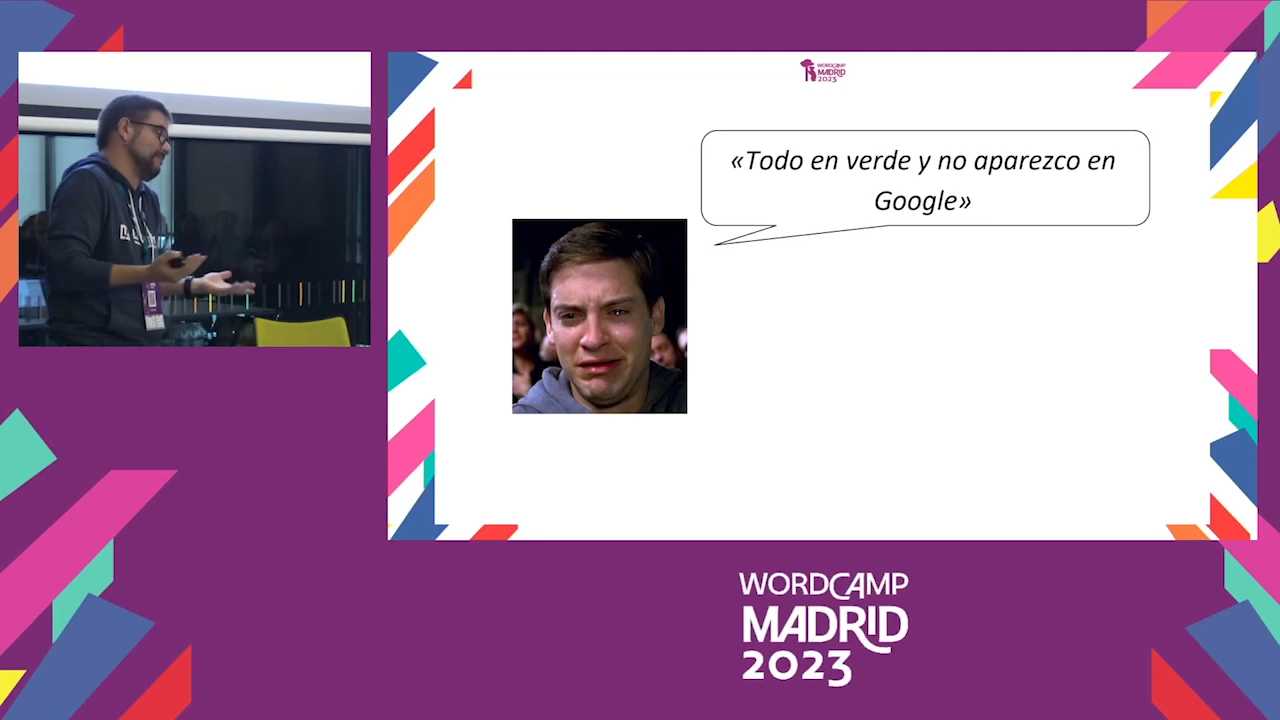 WORDCAMP
MADRID
2023
«Todo en verde y no aparezco en
Google»
WORDCAMP
MADRID
2023